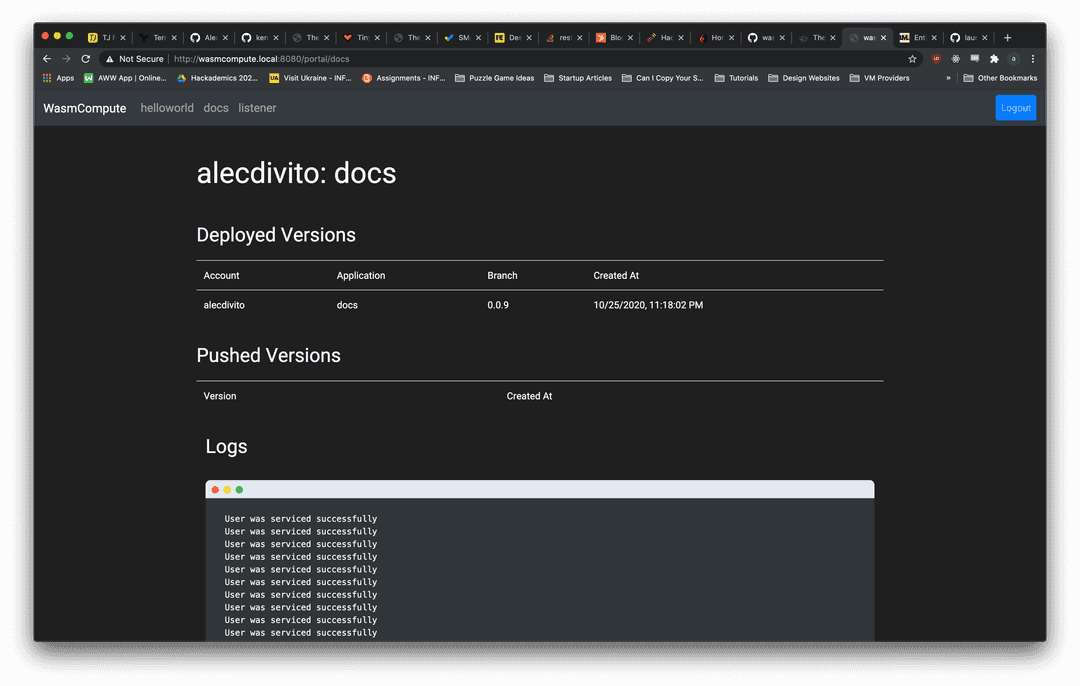 TJ F Terr Alec ken The Tin The SM Des rest Blo Hac Hov was The was Ent lau
Not Secure http://wasmcompute.local:8080/portal/docs
Apps AWW App | Online... Hackademics 202... Visit Ukraine - INF... Assignments - INF... Puzzle Game Ideas Startup Articles Can I Copy Your S... Tutorials Design Websites VM Providers » Other Bookmarks
WasmCompute helloworld docs listener Logout
alecdivito: docs
Deployed Versions
Account Application Branch Created At
alecdivito docs 0.0.9 10/25/2020, 11:18:02 PM
Pushed Versions
Version Created At
Logs
User was serviced successfully
User was serviced successfully
User was serviced successfully
User was serviced successfully
User was serviced successfully
User was serviced successfully
User was serviced successfully
User was serviced successfully
User was serviced successfully
User was serviced successfully